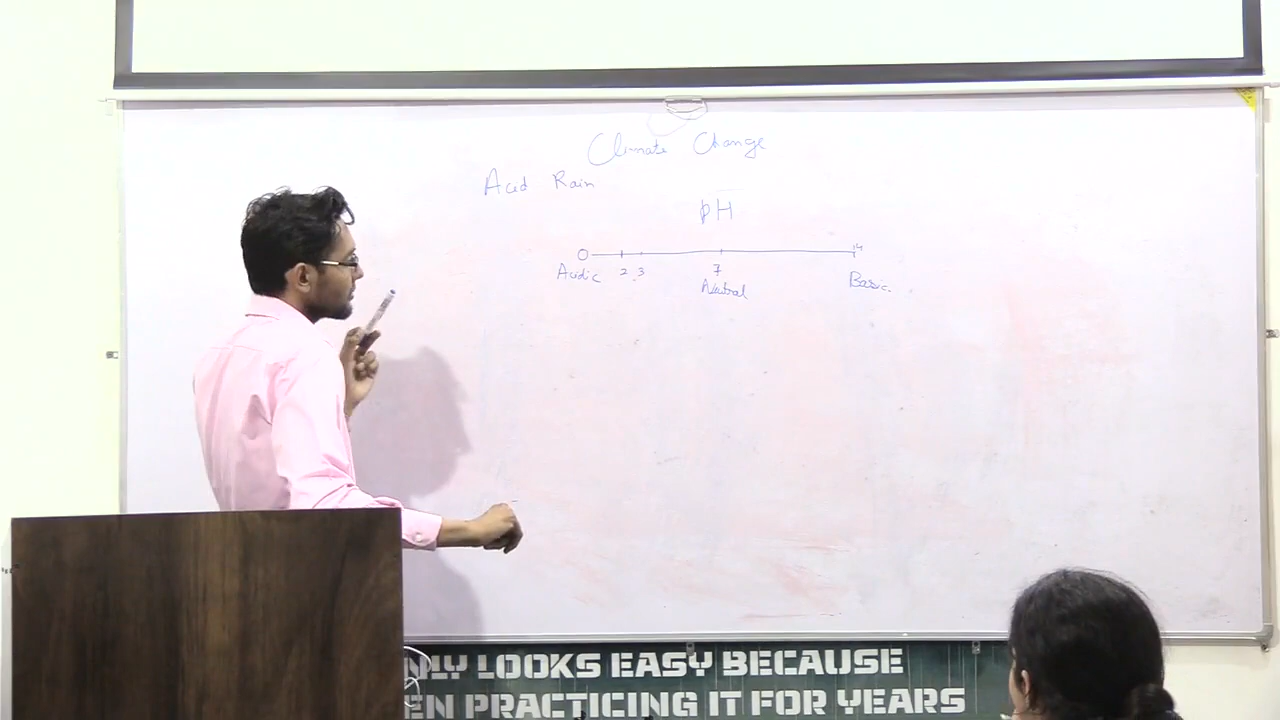 Climate Change
Acid Rain
pH
0 2 3 7 14
Acidic Neutral Basic
NLY LOOKS EASY BECAUSE
EN PRACTICING IT FOR YEARS